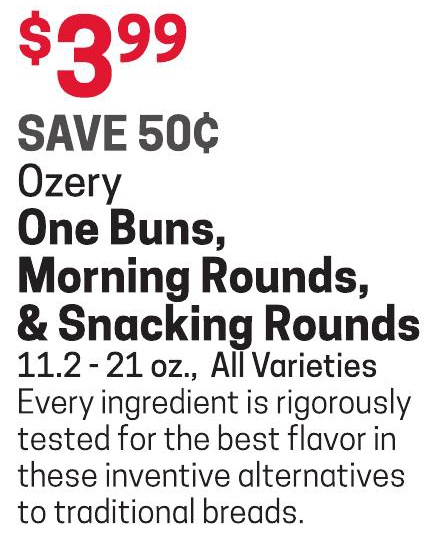 $3.99
SAVE 50¢
Ozery
One Buns,
Morning Rounds,
& Snacking Rounds
11.2 - 21 oz., All Varieties
Every ingredient is rigorously
tested for the best flavor in
these inventive alternatives
to traditional breads.